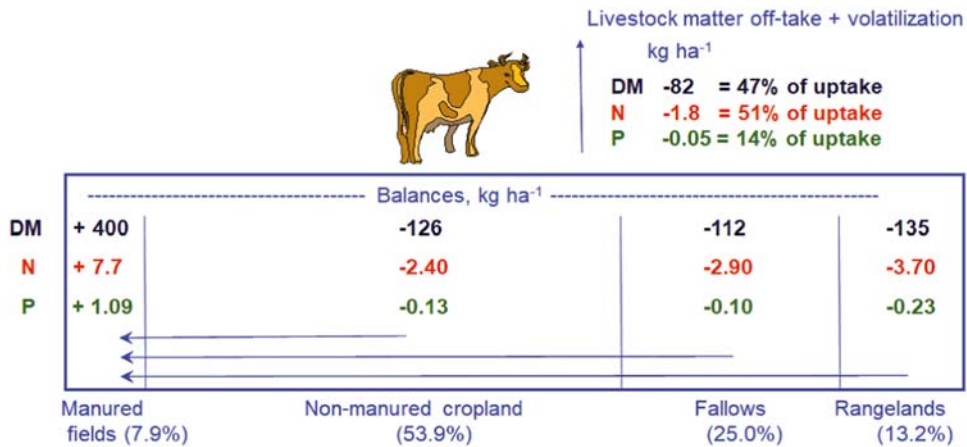 Livestock matter off-take + volatilization
kg ha⁻¹
DM -82 = 47% of uptake
N -1.8 = 51% of uptake
P -0.05 = 14% of uptake
--------------------------- Balances, kg ha⁻¹ ---------------------------
DM + 400 -126 -112 -135
N + 7.7 -2.40 -2.90 -3.70
P + 1.09 -0.13 -0.10 -0.23
Manured Non-manured cropland Fallows Rangelands
fields (7.9%) (53.9%) (25.0%) (13.2%)